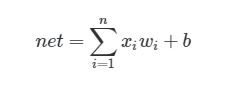 net = ∑_{i=1}^{n} x_i w_i + b